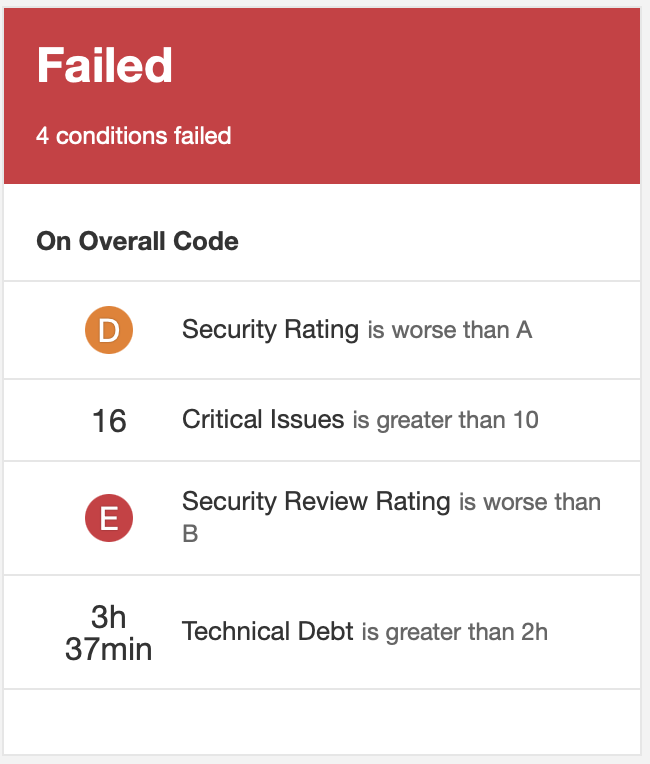 Failed
4 conditions failed
On Overall Code
D Security Rating is worse than A
16 Critical Issues is greater than 10
E Security Review Rating is worse than
B
3h
37min Technical Debt is greater than 2h